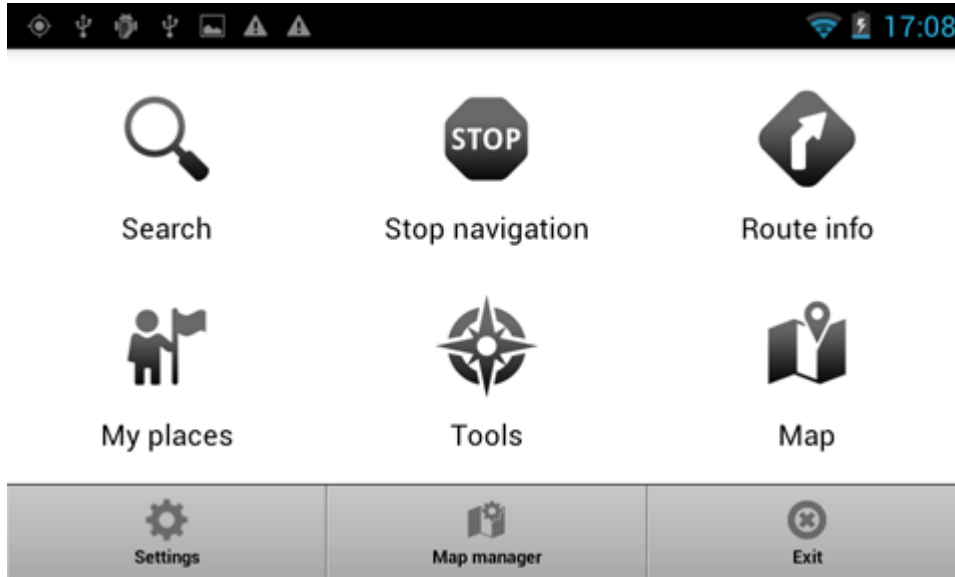 17:08
STOP
Search
Stop navigation
Route info
My places
Tools
Map
Settings
Map manager
Exit